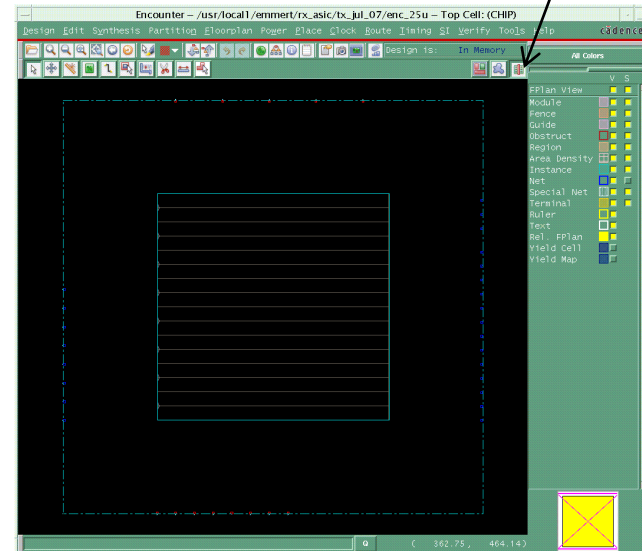 Encounter – /usr/local1/emmert/rx_asic/tx_jul_07/enc_25u – Top Cell: (CHIP)
Design Edit Synthesis Partition Floorplan Power Place Clock Route Timing SI Verify Tools Help cādence
Design is: In Memory
All Colors
V S
FPlan View
Module
Fence
Guide
Obstruct
Region
Area Density
Instance
Net
Special Net
Terminal
Ruler
Text
Rel. FPlan
Yield Cell
Yield Map
Q ( 362.75, 464.14)